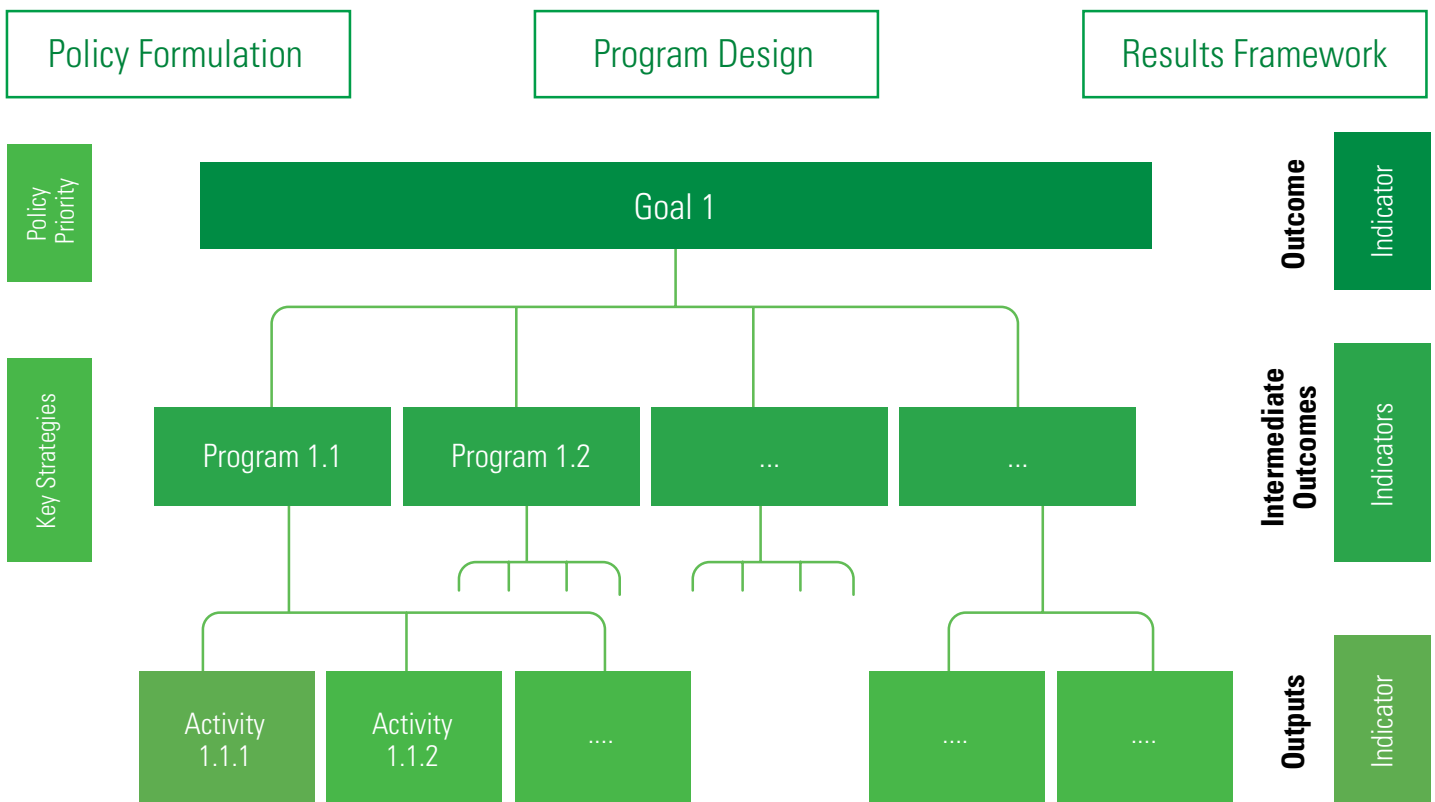 Policy Formulation
Program Design
Results Framework
Policy
Priority
Goal 1
Outcome
Indicator
Key Strategies
Program 1.1
Program 1.2
...
...
Intermediate
Outcomes
Indicators
Activity
1.1.1
Activity
1.1.2
....
....
....
Outputs
Indicator